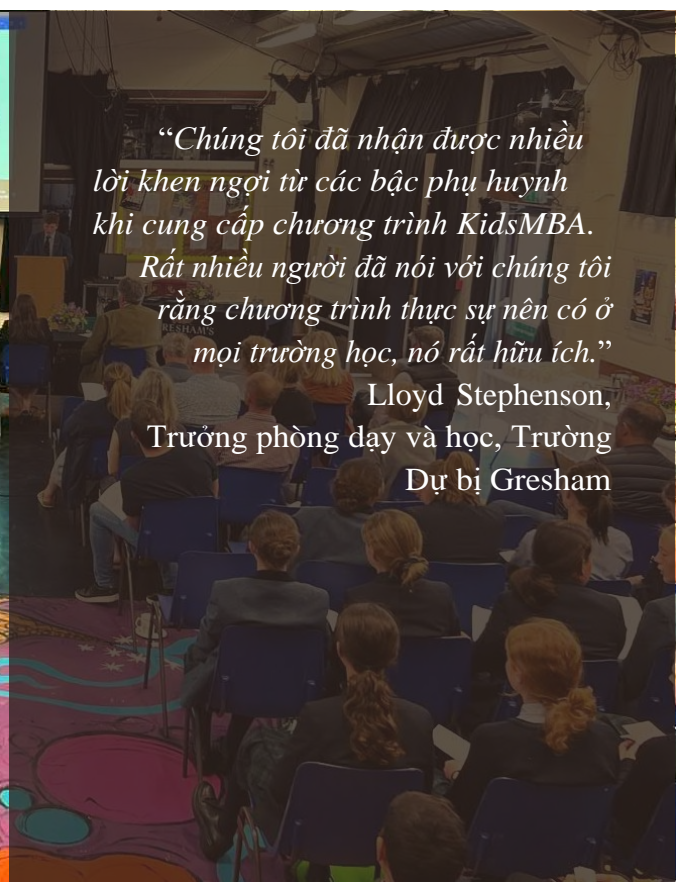 “Chúng tôi đã nhận được nhiều
lời khen ngợi từ các bậc phụ huynh
khi cung cấp chương trình KidsMBA.
Rất nhiều người đã nói với chúng tôi
rằng chương trình thực sự nên có ở
mọi trường học, nó rất hữu ích.”
Lloyd Stephenson,
Trưởng phòng dạy và học, Trường
Dự bị Gresham